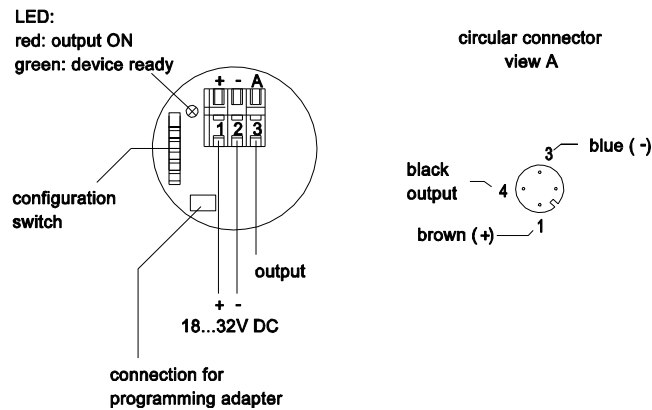 LED:
red: output ON
green: device ready
+ - A
1 2 3
configuration
switch
output
+ -
18...32V DC
connection for
programming adapter
circular connector
view A
3 blue ( -)
black
output
4
brown (+)
1